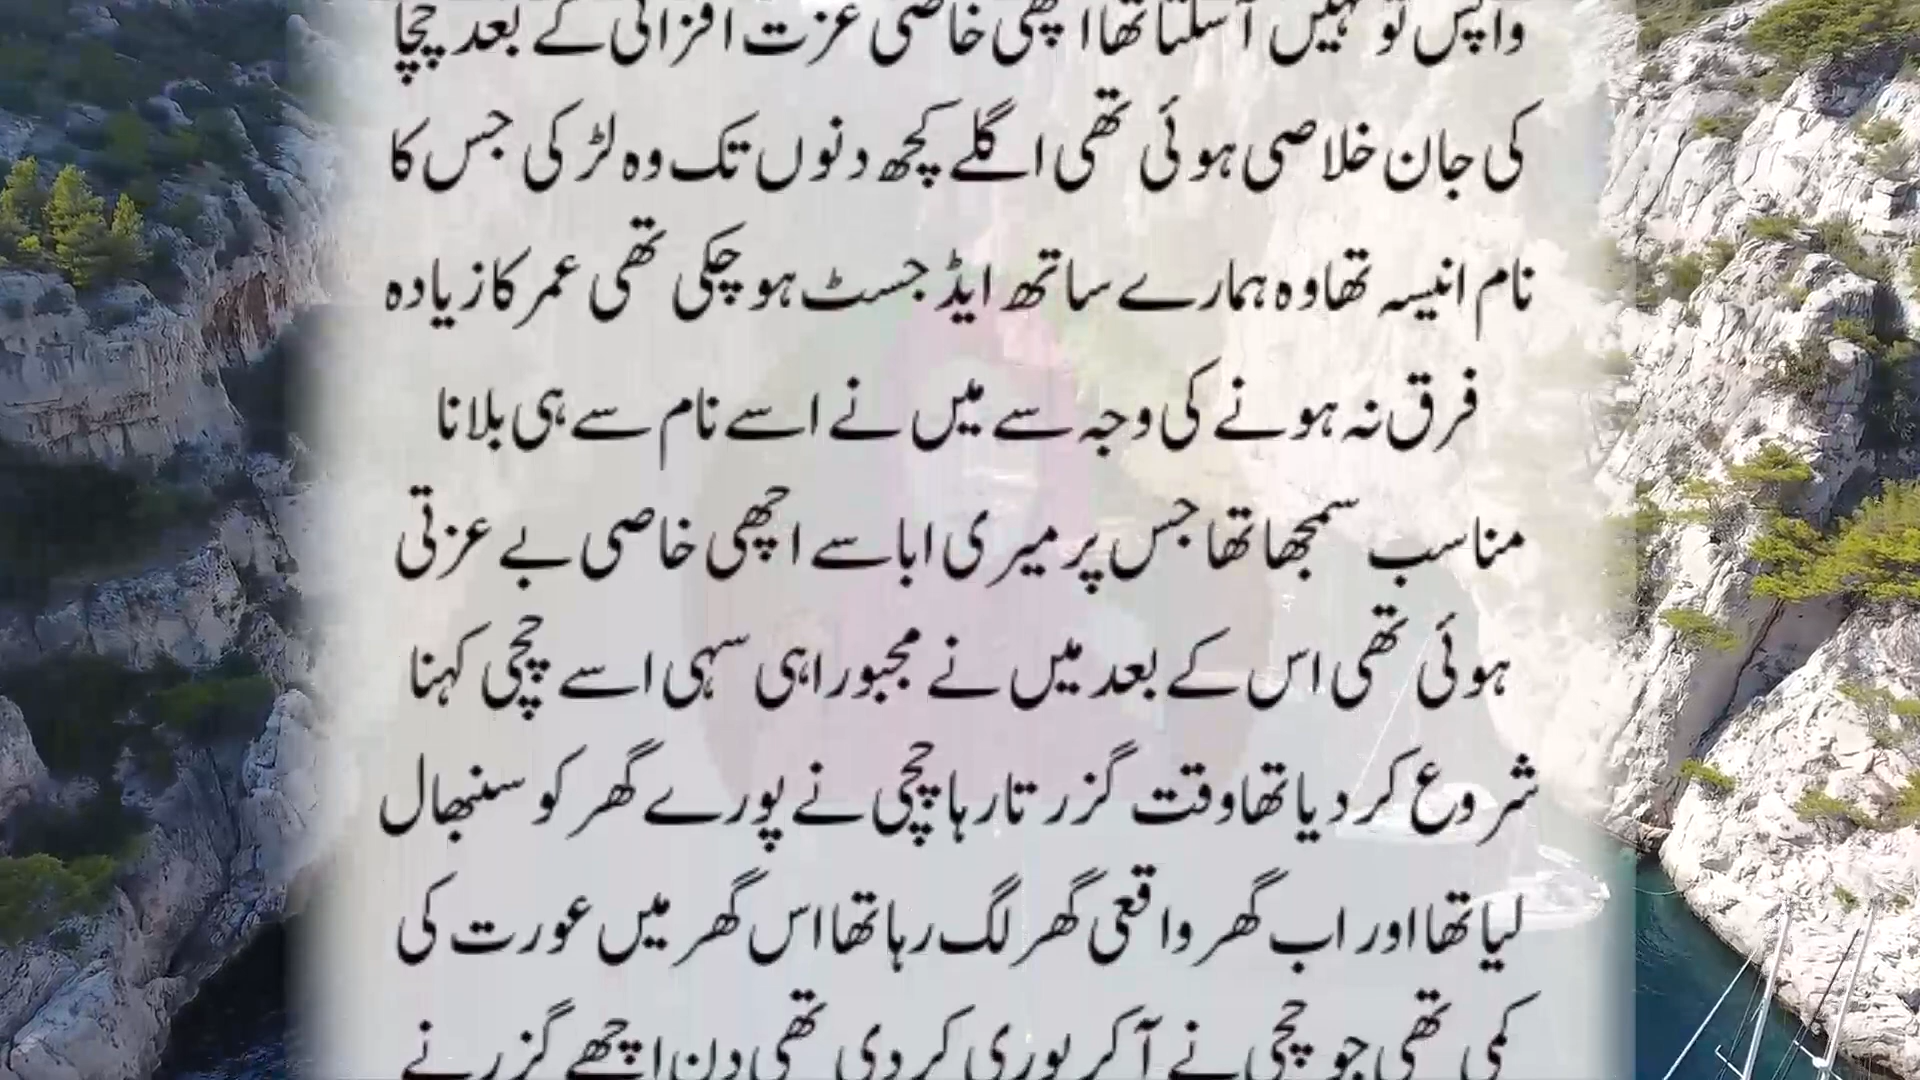 واپس تو نہیں آ سکتا تھا اچھی خاصی عزت افزائی کے بعد چچا
کی جان خلاصی ہوئی تھی اگلے کچھ دنوں تک وہ لڑکی جس کا
نام انیسہ تھا وہ ہمارے ساتھ ایڈجسٹ ہو چکی تھی عمر کا زیادہ
فرق نہ ہونے کی وجہ سے میں نے اسے نام سے ہی بلانا
مناسب سمجھا تھا جس پر میری ابا سے اچھی خاصی بے عزتی
ہوئی تھی اس کے بعد میں نے مجبورا ہی سہی اسے چچی کہنا
شروع کر دیا تھا وقت گزرتا رہا چچی نے پورے گھر کو سنبھال
لیا تھا اور اب گھر واقعی گھر لگ رہا تھا اس گھر میں عورت کی
کمی تھی جو چچی نے آ کر پوری کر دی تھی دن اچھے گزرنے